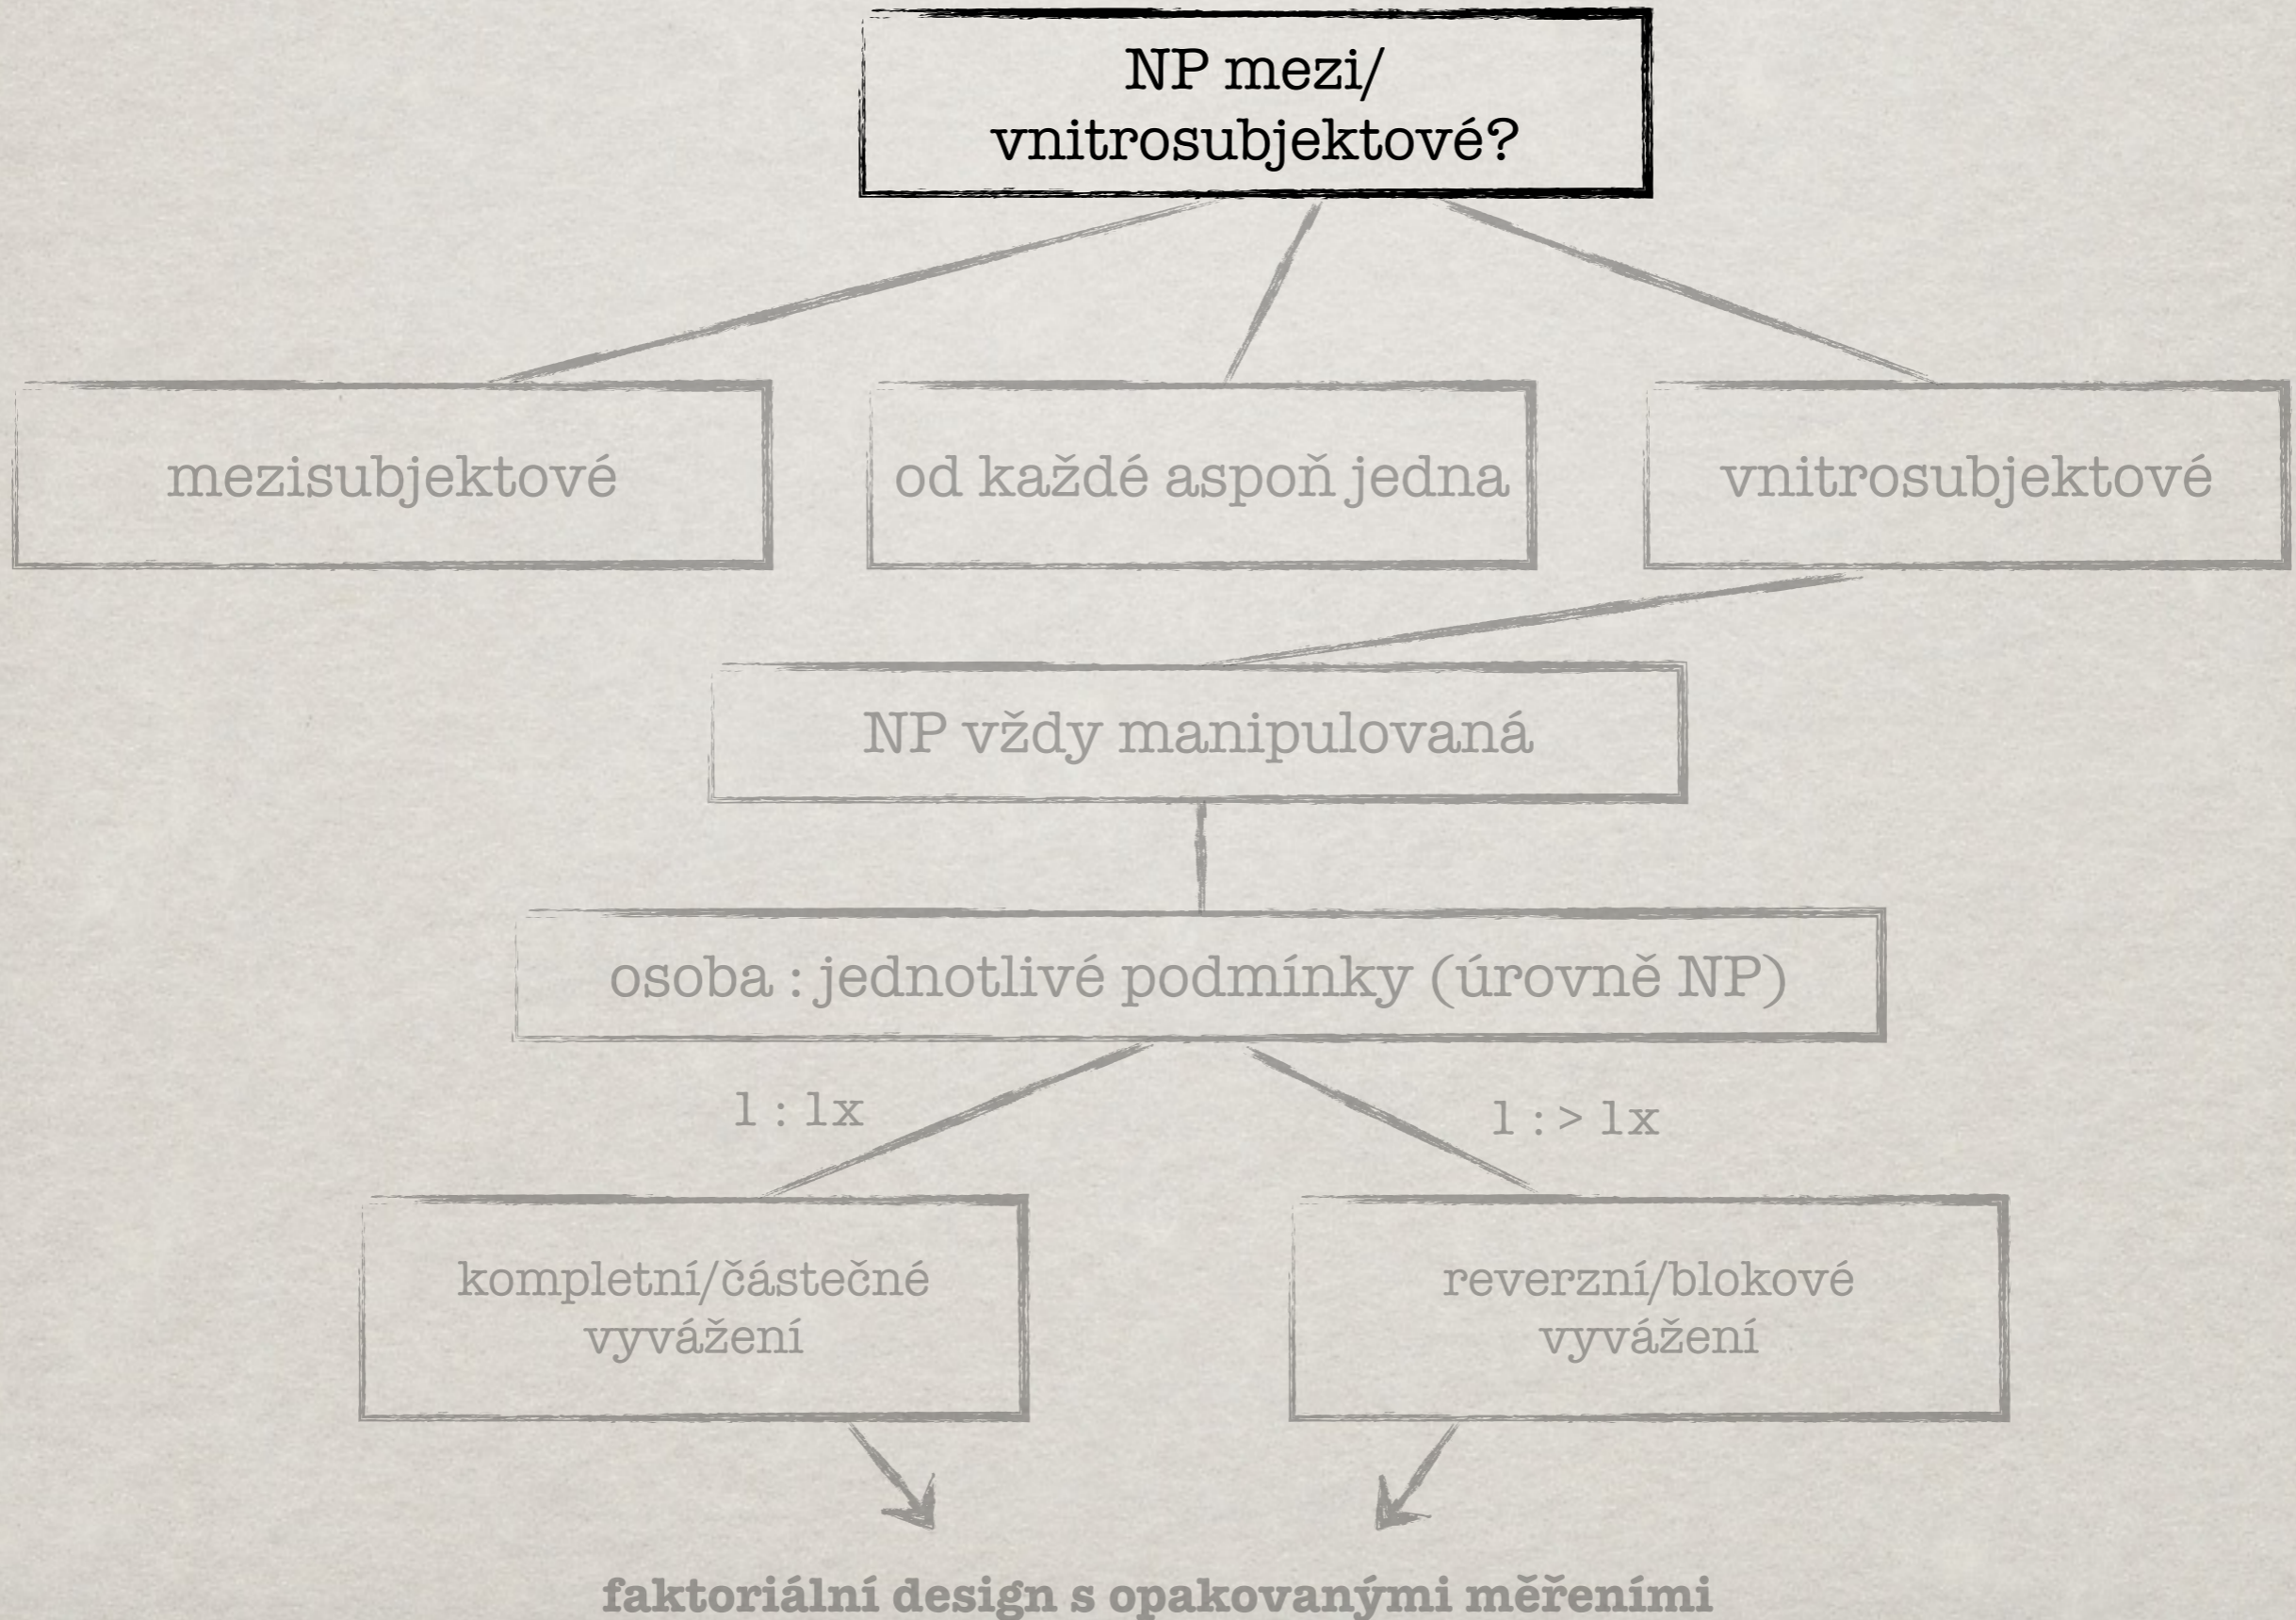 NP mezi/
vnitrosubjektové?
mezisubjektové
od každé aspoň jedna
vnitrosubjektové
NP vždy manipulovaná
osoba : jednotlivé podmínky (úrovně NP)
1 : 1x
1 : > 1x
kompletní/částečné
vyvážení
reverzní/blokové
vyvážení
faktoriální design s opakovanými měřeními